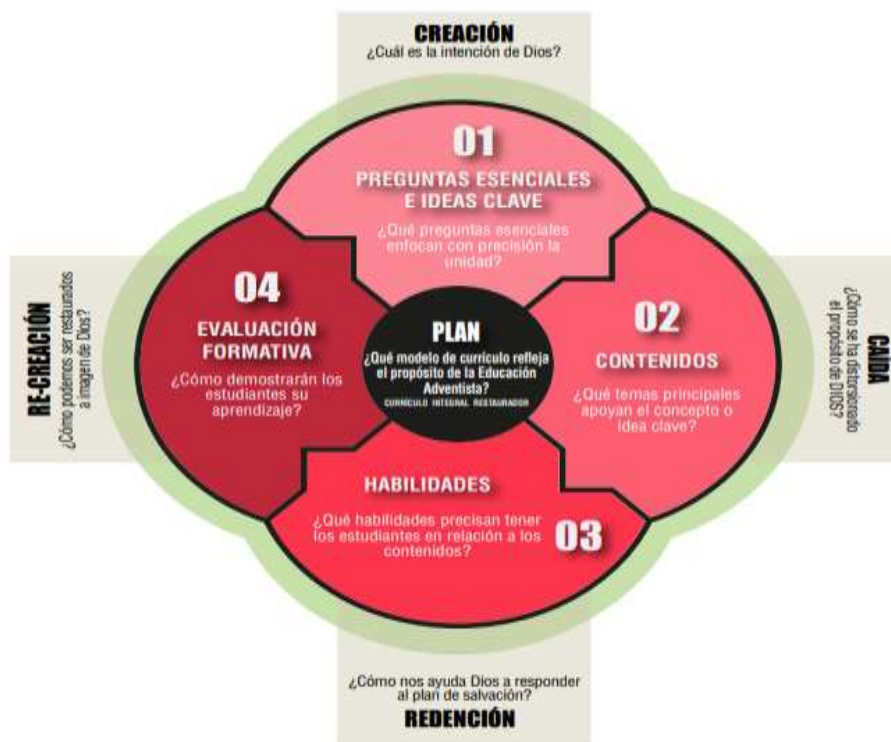 CREACIÓN
¿Cuál es la intención de Dios?
01
PREGUNTAS ESENCIALES
E IDEAS CLAVE
¿Qué preguntas esenciales
enfocan con precisión la
unidad?
02
CONTENIDOS
¿Qué temas principales
apoyan el concepto o
idea clave?
CAIDA
¿Cómo se ha distorsionado
el propósito de DIOS?
HABILIDADES
¿Qué habilidades precisan tener
los estudiantes en relación a los
contenidos?
03
04
EVALUACIÓN
FORMATIVA
¿Cómo demostrarán los
estudiantes su
aprendizaje?
RE-CREACIÓN
¿Cómo podemos ser restaurados
a imagen de Dios?
PLAN
¿Qué modelo de currículo refleja
el propósito de la Educación
Adventista?
CURRÍCULO INTEGRAL RESTAURADOR
¿Cómo nos ayuda Dios a responder
al plan de salvación?
REDENCIÓN